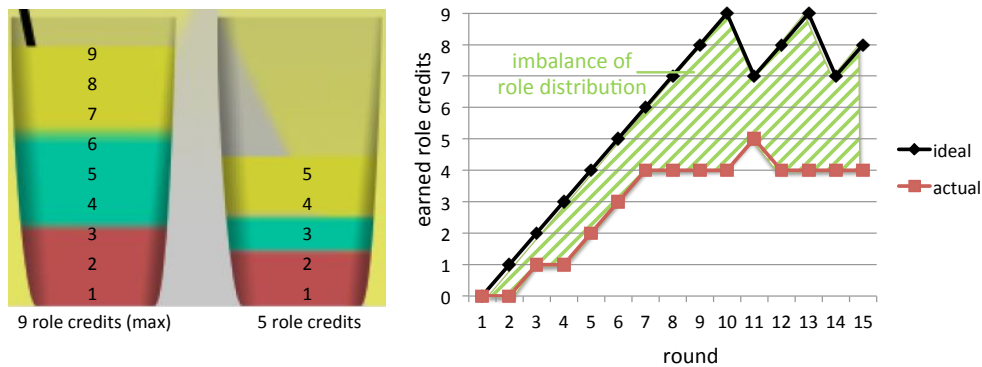 9
8
7
6
5
4
3
2
1
9 role credits (max)
5
4
3
2
1
5 role credits
earned role credits
9
8
7
6
5
4
3
2
1
0
imbalance of
role distribution
1 2 3 4 5 6 7 8 9 10 11 12 13 14 15
round
ideal
actual